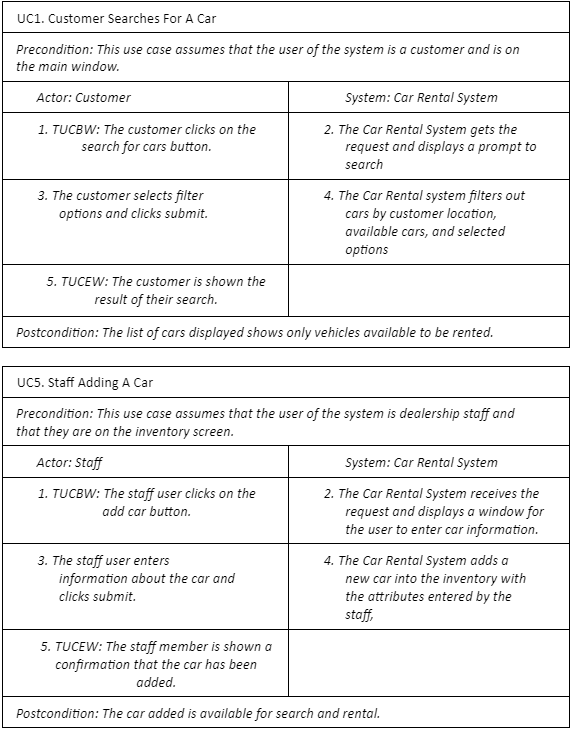 UC1. Customer Searches For A Car
Precondition: This use case assumes that the user of the system is a customer and is on
the main window.
Actor: Customer
System: Car Rental System
1. TUCBW: The customer clicks on the
search for cars button.
2. The Car Rental System gets the
request and displays a prompt to
search
3. The customer selects filter
options and clicks submit.
4. The Car Rental system filters out
cars by customer location,
available cars, and selected
options
5. TUCEW: The customer is shown the
result of their search.
Postcondition: The list of cars displayed shows only vehicles available to be rented.
UC5. Staff Adding A Car
Precondition: This use case assumes that the user of the system is dealership staff and
that they are on the inventory screen.
Actor: Staff
System: Car Rental System
1. TUCBW: The staff user clicks on the
add car button.
2. The Car Rental System receives the
request and displays a window for
the user to enter car information.
3. The staff user enters
information about the car and
clicks submit.
4. The Car Rental System adds a
new car into the inventory with
the attributes entered by the
staff,
5. TUCEW: The staff member is shown a
confirmation that the car has been
added.
Postcondition: The car added is available for search and rental.